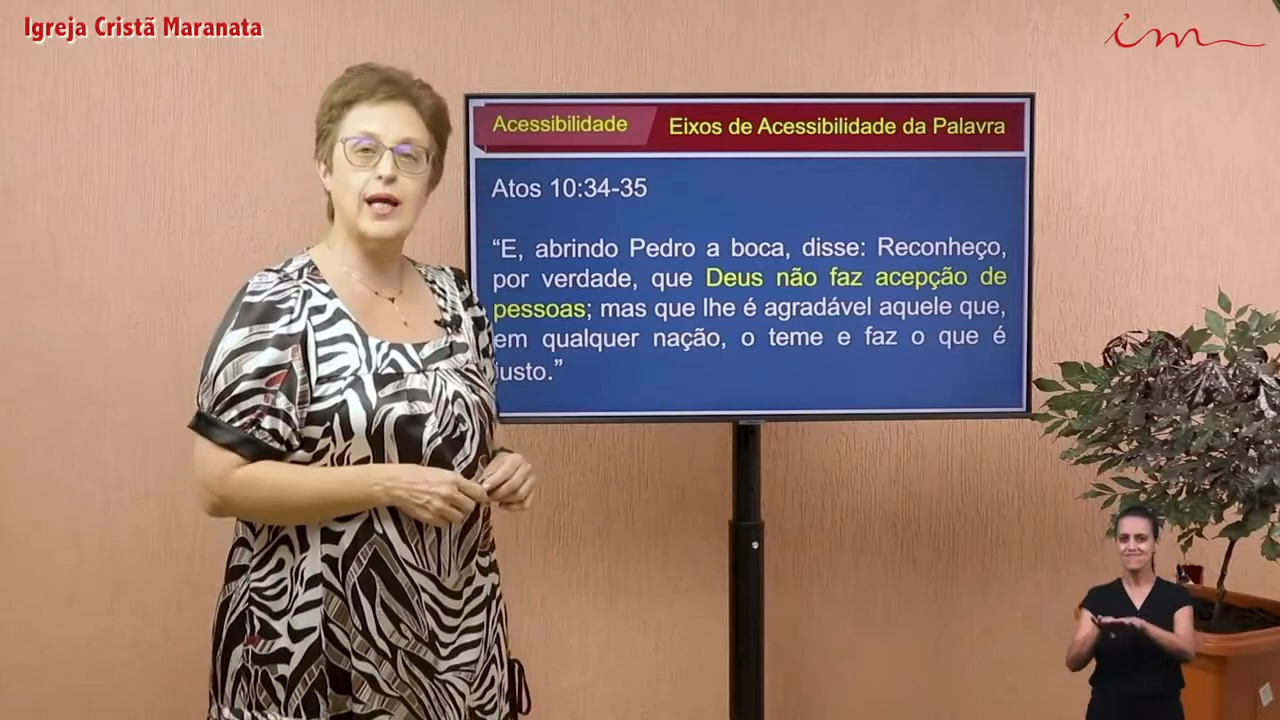 Igreja Cristã Maranata
im
Acessibilidade
Eixos de Acessibilidade da Palavra
Atos 10:34-35
“E, abrindo Pedro a boca, disse: Reconheço,
por verdade, que Deus não faz acepção de
pessoas; mas que lhe é agradável aquele que,
em qualquer nação, o teme e faz o que é
justo.”